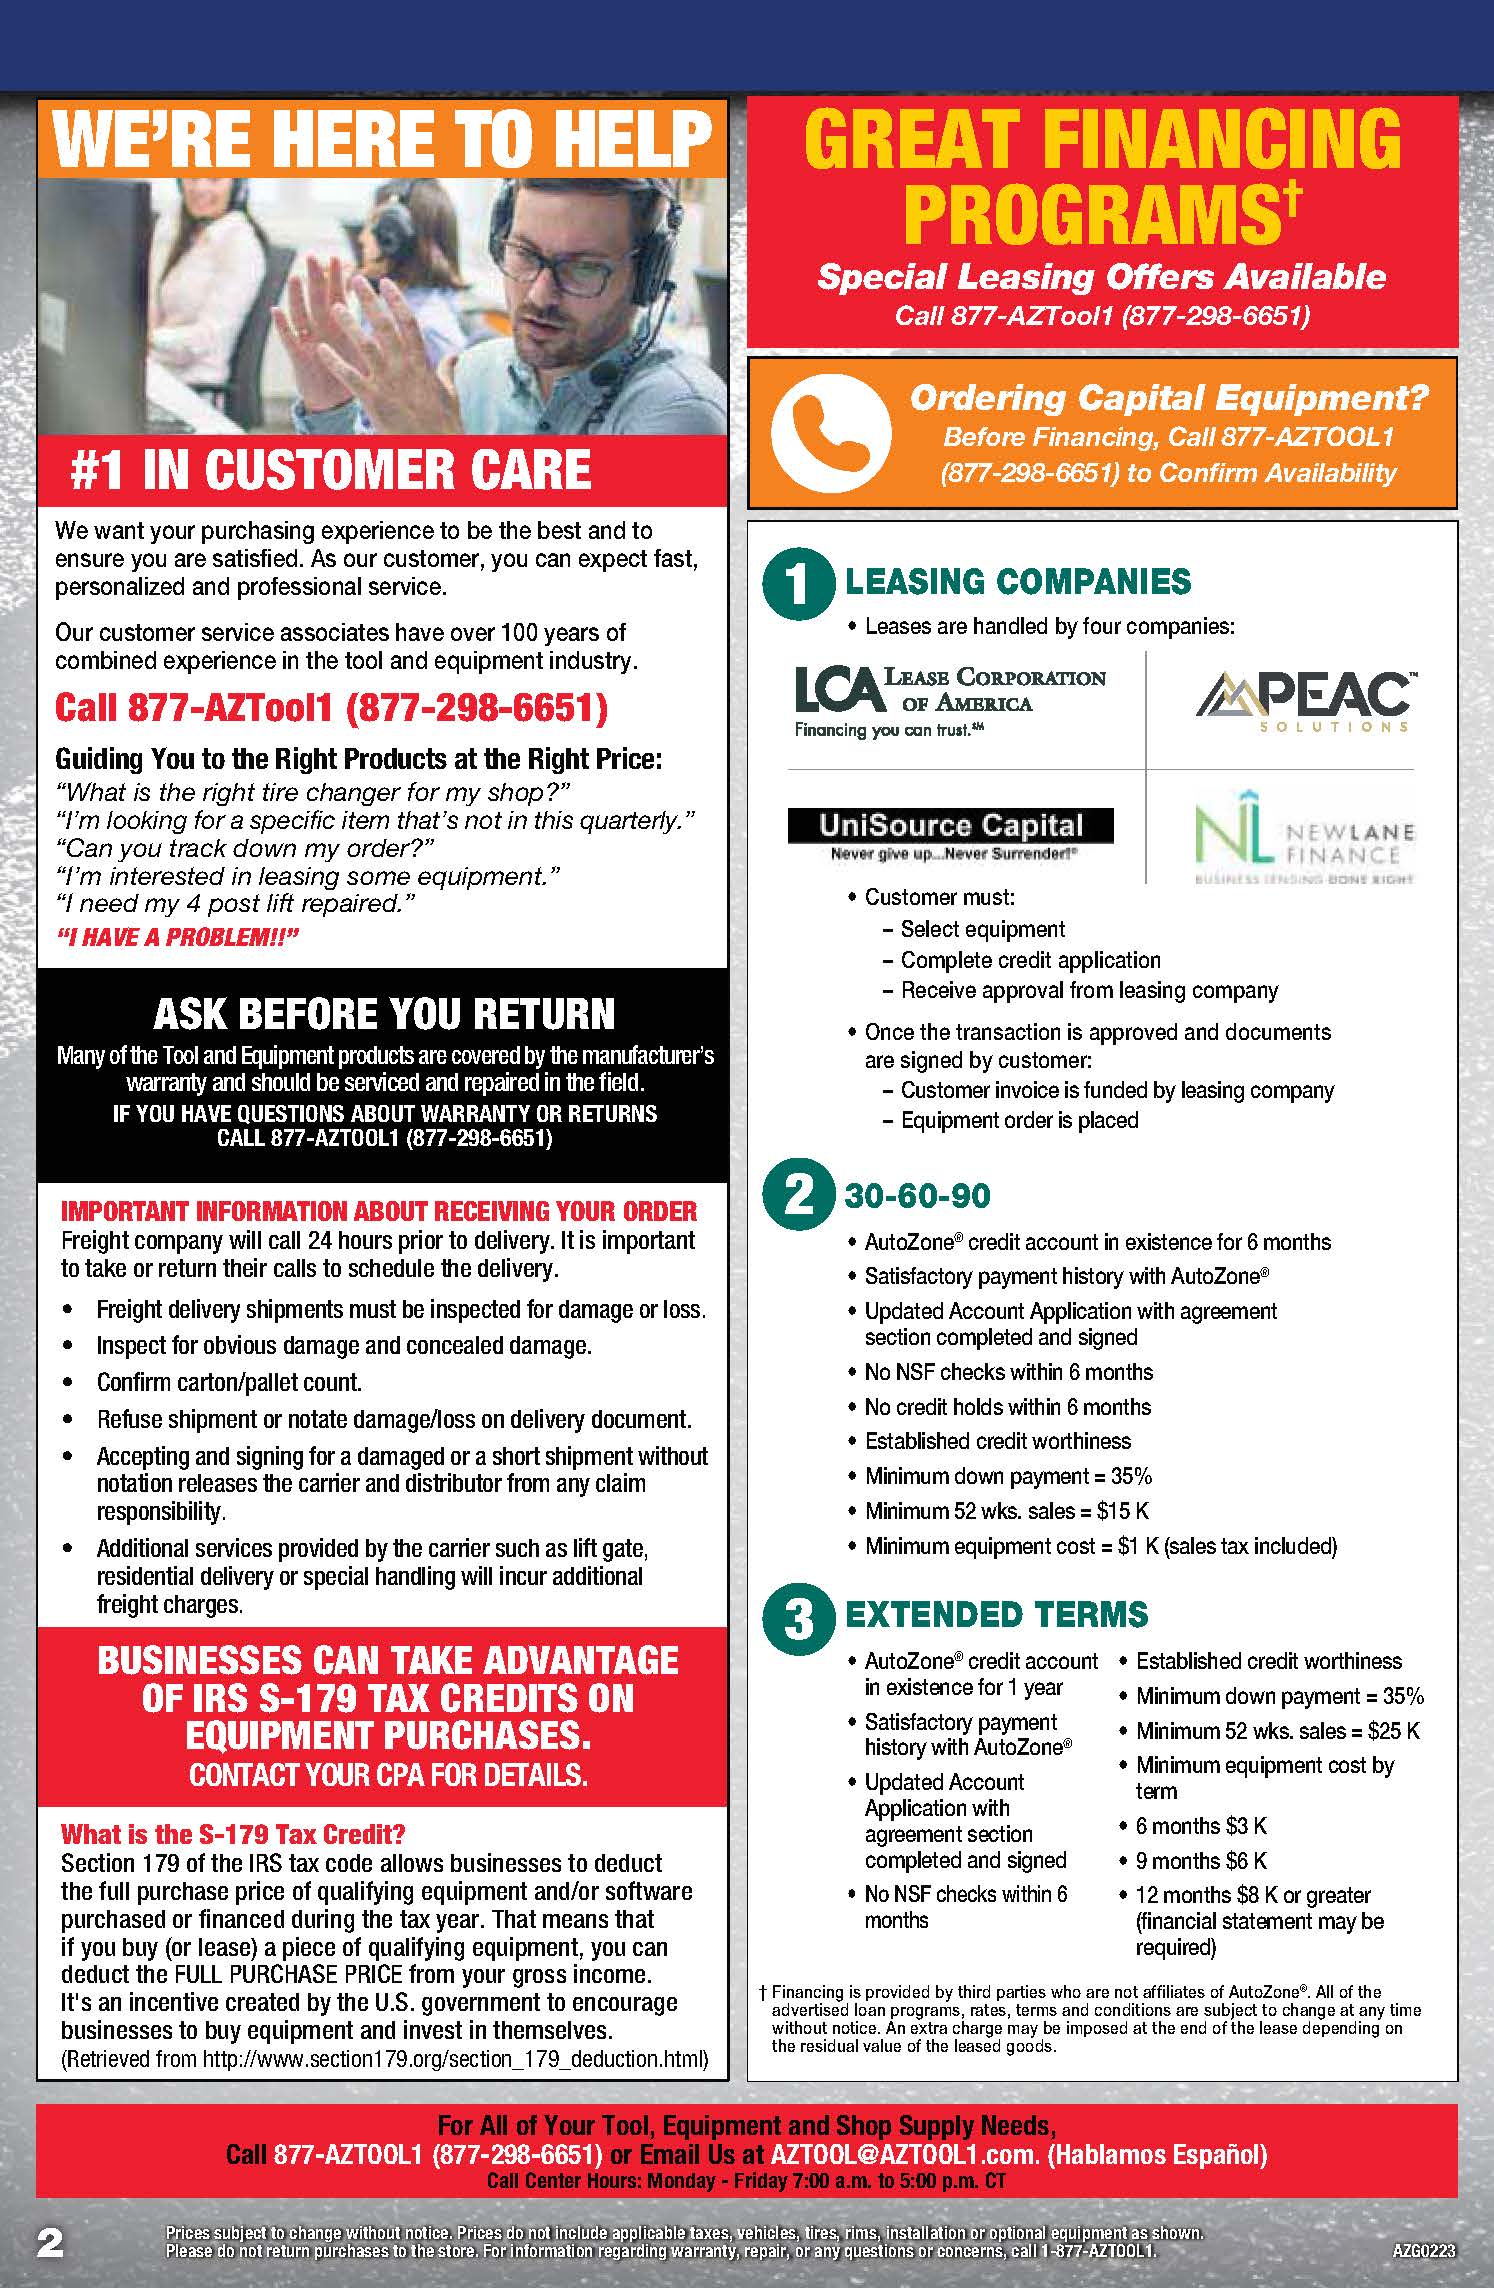 WE’RE HERE TO HELP
#1 IN CUSTOMER CARE
We want your purchasing experience to be the best and to
ensure you are satisfied. As our customer, you can expect fast,
personalized and professional service.
Our customer service associates have over 100 years of
combined experience in the tool and equipment industry.
Call 877-AZTool1 (877-298-6651)
Guiding You to the Right Products at the Right Price:
“What is the right tire changer for my shop?”
“I’m looking for a specific item that’s not in this quarterly.”
“Can you track down my order?”
“I’m interested in leasing some equipment.”
“I need my 4 post lift repaired.”
“I HAVE A PROBLEM!!”
ASK BEFORE YOU RETURN
Many of the Tool and Equipment products are covered by the manufacturer’s
warranty and should be serviced and repaired in the field.
IF YOU HAVE QUESTIONS ABOUT WARRANTY OR RETURNS
CALL 877-AZTOOL1 (877-298-6651)
IMPORTANT INFORMATION ABOUT RECEIVING YOUR ORDER
Freight company will call 24 hours prior to delivery. It is important
to take or return their calls to schedule the delivery.
• Freight delivery shipments must be inspected for damage or loss.
• Inspect for obvious damage and concealed damage.
• Confirm carton/pallet count.
• Refuse shipment or notate damage/loss on delivery document.
• Accepting and signing for a damaged or a short shipment without
notation releases the carrier and distributor from any claim
responsibility.
• Additional services provided by the carrier such as lift gate,
residential delivery or special handling will incur additional
freight charges.
BUSINESSES CAN TAKE ADVANTAGE
OF IRS S-179 TAX CREDITS ON
EQUIPMENT PURCHASES.
CONTACT YOUR CPA FOR DETAILS.
What is the S-179 Tax Credit?
Section 179 of the IRS tax code allows businesses to deduct
the full purchase price of qualifying equipment and/or software
purchased or financed during the tax year. That means that
if you buy (or lease) a piece of qualifying equipment, you can
deduct the FULL PURCHASE PRICE from your gross income.
It's an incentive created by the U.S. government to encourage
businesses to buy equipment and invest in themselves.
(Retrieved from http://www.section179.org/section_179_deduction.html)
GREAT FINANCING
PROGRAMS†
Special Leasing Offers Available
Call 877-AZTool1 (877-298-6651)
Ordering Capital Equipment?
Before Financing, Call 877-AZTOOL1
(877-298-6651) to Confirm Availability
1 LEASING COMPANIES
• Leases are handled by four companies:
LCA LEASE CORPORATION
OF AMERICA
Financing you can trust.℠
PEAC™
SOLUTIONS
UniSource Capital
Never give up...Never Surrender!®
NL NEWLANE
FINANCE
BUSINESS LENDING DONE RIGHT
• Customer must:
– Select equipment
– Complete credit application
– Receive approval from leasing company
• Once the transaction is approved and documents
are signed by customer:
– Customer invoice is funded by leasing company
– Equipment order is placed
2 30-60-90
• AutoZone® credit account in existence for 6 months
• Satisfactory payment history with AutoZone®
• Updated Account Application with agreement
section completed and signed
• No NSF checks within 6 months
• No credit holds within 6 months
• Established credit worthiness
• Minimum down payment = 35%
• Minimum 52 wks. sales = $15 K
• Minimum equipment cost = $1 K (sales tax included)
3 EXTENDED TERMS
• AutoZone® credit account
in existence for 1 year
• Satisfactory payment
history with AutoZone®
• Updated Account
Application with
agreement section
completed and signed
• No NSF checks within 6
months
• Established credit worthiness
• Minimum down payment = 35%
• Minimum 52 wks. sales = $25 K
• Minimum equipment cost by
term
• 6 months $3 K
• 9 months $6 K
• 12 months $8 K or greater
(financial statement may be
required)
† Financing is provided by third parties who are not affiliates of AutoZone®. All of the
advertised loan programs, rates, terms and conditions are subject to change at any time
without notice. An extra charge may be imposed at the end of the lease depending on
the residual value of the leased goods.
For All of Your Tool, Equipment and Shop Supply Needs,
Call 877-AZTOOL1 (877-298-6651) or Email Us at AZTOOL@AZTOOL1.com. (Hablamos Español)
Call Center Hours: Monday - Friday 7:00 a.m. to 5:00 p.m. CT
2
Prices subject to change without notice. Prices do not include applicable taxes, vehicles, tires, rims, installation or optional equipment as shown.
Please do not return purchases to the store. For information regarding warranty, repair, or any questions or concerns, call 1-877-AZTOOL1.
AZG0223